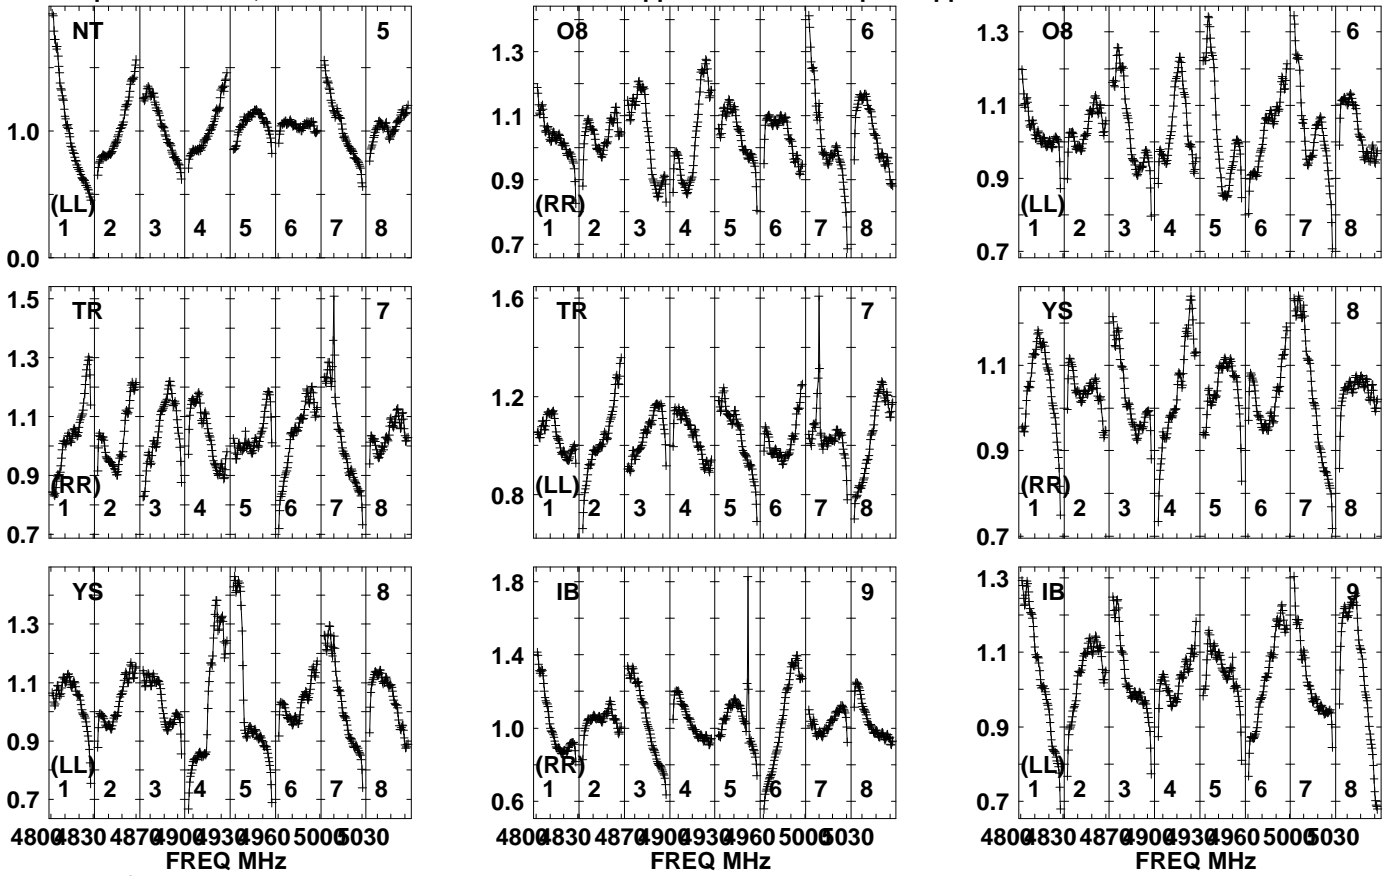 NT 5
1.0
0.0
(LL)
1 2 3 4 5 6 7 8
O8 6
1.3
1.1
0.9
0.7
(RR)
1 2 3 4 5 6 7 8
O8 6
1.3
1.1
0.9
0.7
(LL)
1 2 3 4 5 6 7 8
TR 7
1.5
1.3
1.1
0.9
0.7
(RR)
1 2 3 4 5 6 7 8
TR 7
1.6
1.2
0.8
(LL)
1 2 3 4 5 6 7 8
YS 8
1.1
0.9
0.7
(RR)
1 2 3 4 5 6 7 8
YS 8
1.3
1.1
0.9
0.7
(LL)
1 2 3 4 5 6 7 8
4800 4830 4870 4900 4930 4960 5000 5030
FREQ MHz
IB 9
1.8
1.4
1.0
0.6
(RR)
1 2 3 4 5 6 7 8
4800 4830 4870 4900 4930 4960 5000 5030
FREQ MHz
IB 9
1.3
1.1
0.9
0.7
(LL)
1 2 3 4 5 6 7 8
4800 4830 4870 4900 4930 4960 5000 5030
FREQ MHz